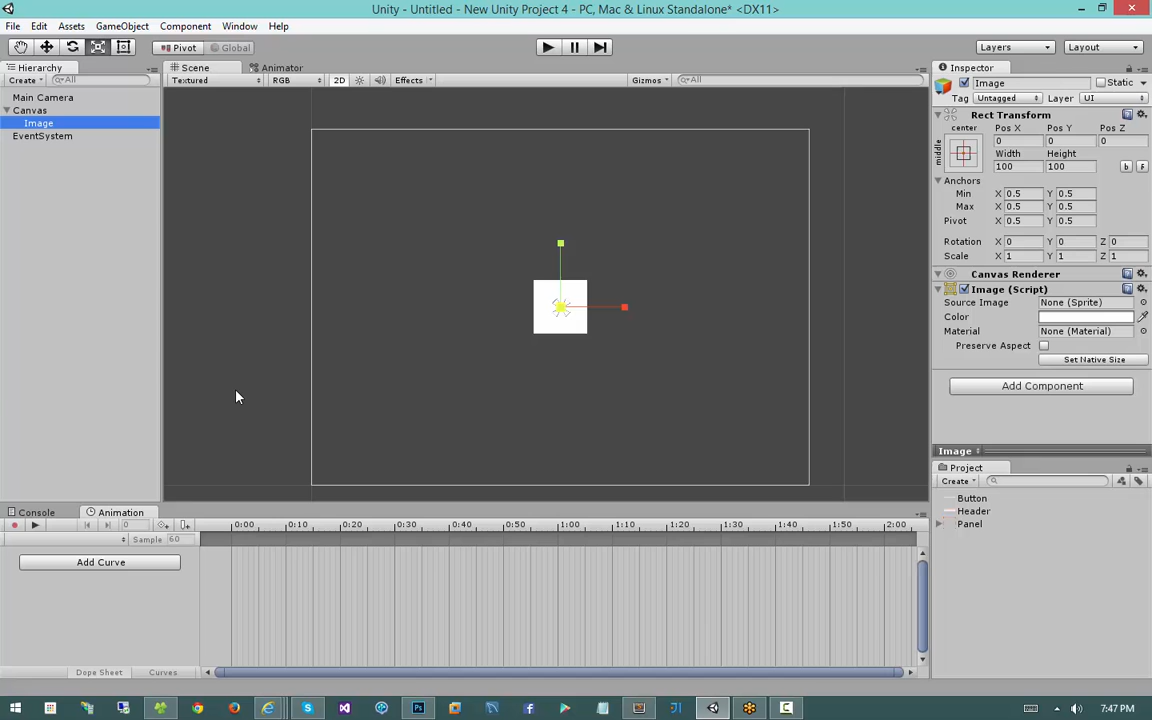 Unity - Untitled - New Unity Project 4 - PC, Mac & Linux Standalone* <DX11>
File Edit Assets GameObject Component Window Help
Pivot Global Layers Layout
Hierarchy
Create All
Main Camera
Canvas
Image
EventSystem
Scene Animator
Textured RGB 2D Effects Gizmos All
Inspector
Image Static
Tag Untagged Layer UI
Rect Transform
center Pos X Pos Y Pos Z
middle
0 0 0
Width Height
100 100
Anchors
Min X 0.5 Y 0.5
Max X 0.5 Y 0.5
Pivot X 0.5 Y 0.5
Rotation X 0 Y 0 Z 0
Scale X 1 Y 1 Z 1
Canvas Renderer
Image (Script)
Source Image None (Sprite)
Color
Material None (Material)
Preserve Aspect
Set Native Size
Add Component
Image
Project
Create
Button
Header
Panel
Console Animation
0 0:00 0:10 0:20 0:30 0:40 0:50 1:00 1:10 1:20 1:30 1:40 1:50 2:00
Sample 60
Add Curve
Dope Sheet Curves
7:47 PM